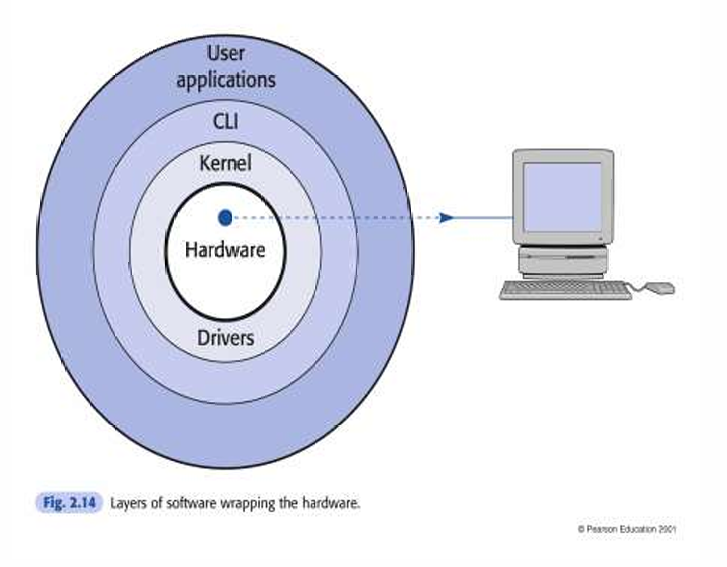 User
applications
CLI
Kernel
Hardware
Drivers
Fig. 2.14 Layers of software wrapping the hardware.
© Pearson Education 2001